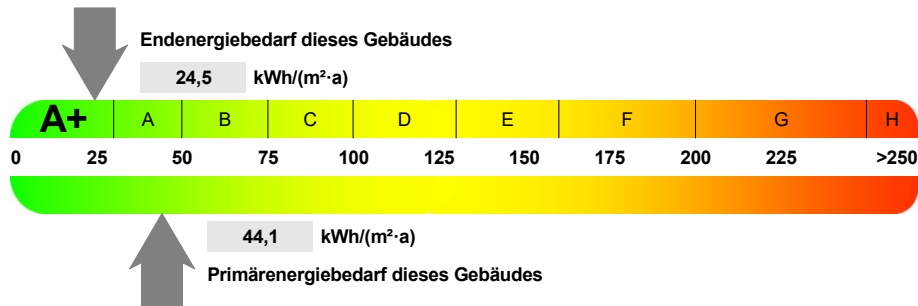 Endenergiebedarf dieses Gebäudes
24,5 kWh/(m²·a)
A+ A B C D E F G H
0 25 50 75 100 125 150 175 200 225 >250
44,1 kWh/(m²·a)
Primärenergiebedarf dieses Gebäudes